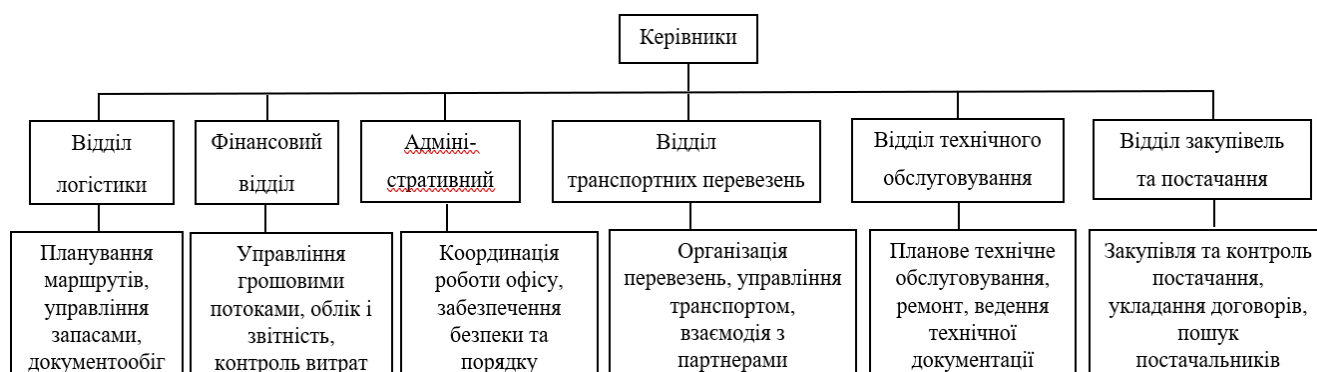 Керівники
Відділ
логістики
Фінансовий
відділ
Адміні-
стративний
Відділ
транспортних перевезень
Відділ технічного
обслуговування
Відділ закупівель
та постачання
Планування
маршрутів,
управління
запасами,
документообіг
Управління
грошовими
потоками, облік і
звітність,
контроль витрат
Координація
роботи офісу,
забезпечення
безпеки та
порядку
Організація
перевезень, управління
транспортом,
взаємодія з
партнерами
Планове технічне
обслуговування,
ремонт, ведення
технічної
документації
Закупівля та контроль
постачання,
укладання договорів,
пошук
постачальників